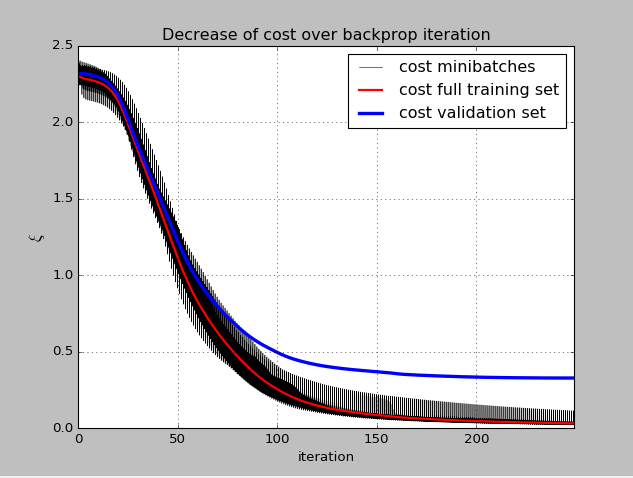 Decrease of cost over backprop iteration
2.5
cost minibatches
cost full training set
cost validation set
2.0
1.5
ξ
1.0
0.5
0.0
0 50 100 150 200
iteration